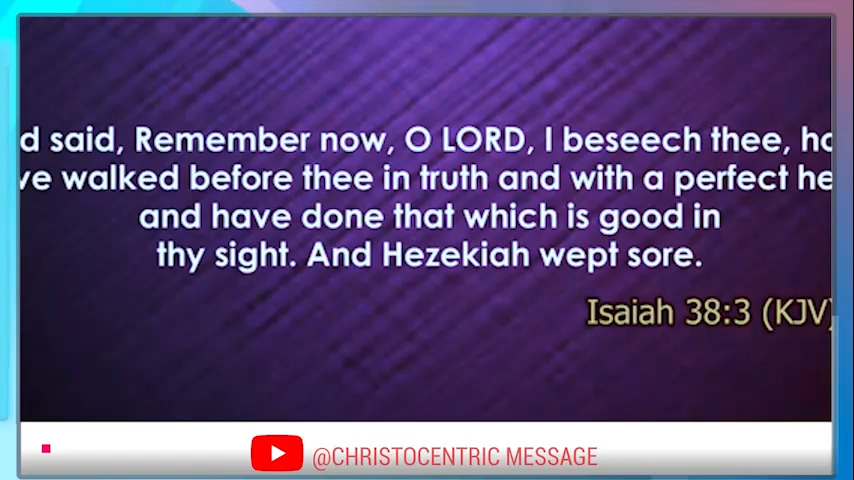 d said, Remember now, O LORD, I beseech thee, ho
ve walked before thee in truth and with a perfect he
and have done that which is good in
thy sight. And Hezekiah wept sore.
Isaiah 38:3 (KJV)
@CHRISTOCENTRIC MESSAGE